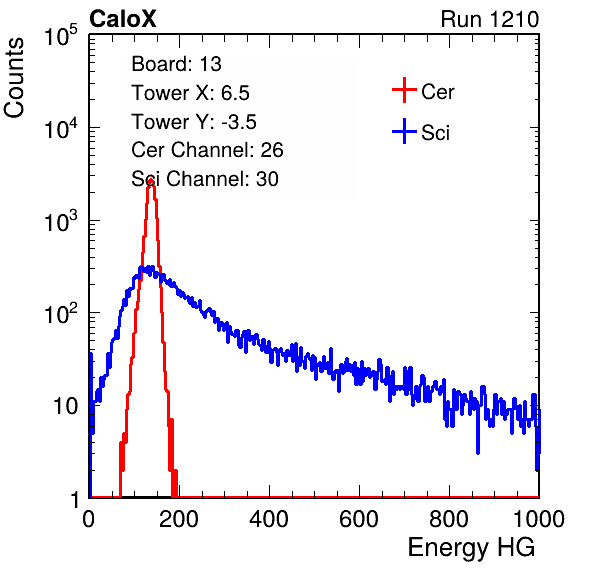 CaloX Run 1210
Counts
10^5
10^4
10^3
10^2
10
1
Board: 13
Tower X: 6.5
Tower Y: -3.5
Cer Channel: 26
Sci Channel: 30
Cer
Sci
0 200 400 600 800 1000
Energy HG